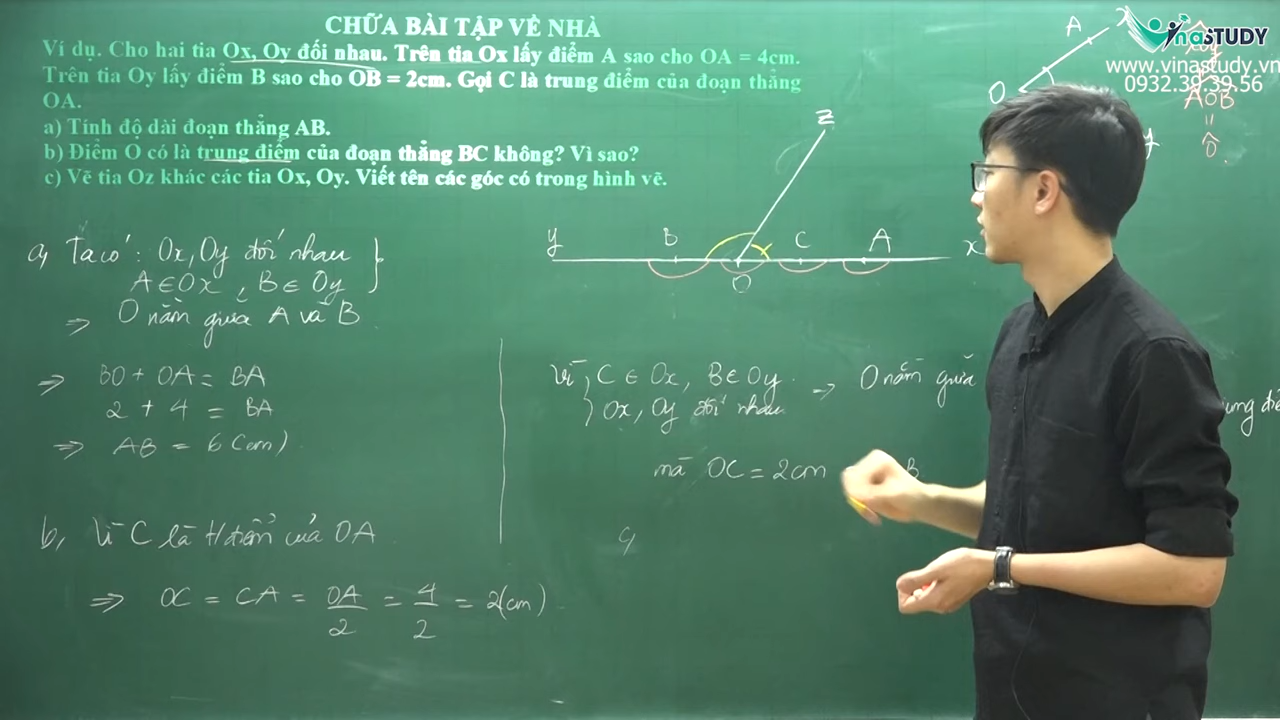 CHỮA BÀI TẬP VỀ NHÀ
Ví dụ. Cho hai tia Ox, Oy đối nhau. Trên tia Ox lấy điểm A sao cho OA = 4cm.
Trên tia Oy lấy điểm B sao cho OB = 2cm. Gọi C là trung điểm của đoạn thẳng
OA.
a) Tính độ dài đoạn thẳng AB.
b) Điểm O có là trung điểm của đoạn thẳng BC không? Vì sao?
c) Vẽ tia Oz khác các tia Ox, Oy. Viết tên các góc có trong hình vẽ.
VinaSTUDY
www.vinastudy.vn
0932.39.39.56
A
O
y
AOB
=
Ô
z
y B O C A x
a, Ta có: Ox, Oy đối nhau
A ∈ Ox, B ∈ Oy
=> O nằm giữa A và B
=> BO + OA = BA
2 + 4 = BA
=> AB = 6 (cm)
b, Vì C là t/điểm của OA
=> OC = CA = OA/2 = 4/2 = 2(cm)
Vì C ∈ Ox, B ∈ Oy => O nằm giữa
Ox, Oy đối nhau
mà OC = 2cm B
c,